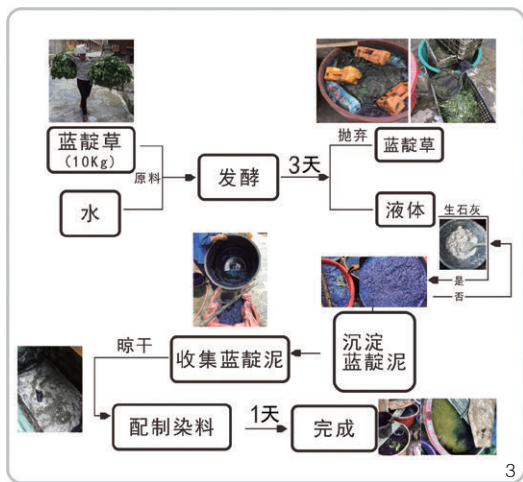 蓝靛草
(10Kg)
水
原料
发酵
3天
抛弃
蓝靛草
液体
生石灰
是
否
沉淀
蓝靛泥
收集蓝靛泥
晾干
配制染料
1天
完成
3